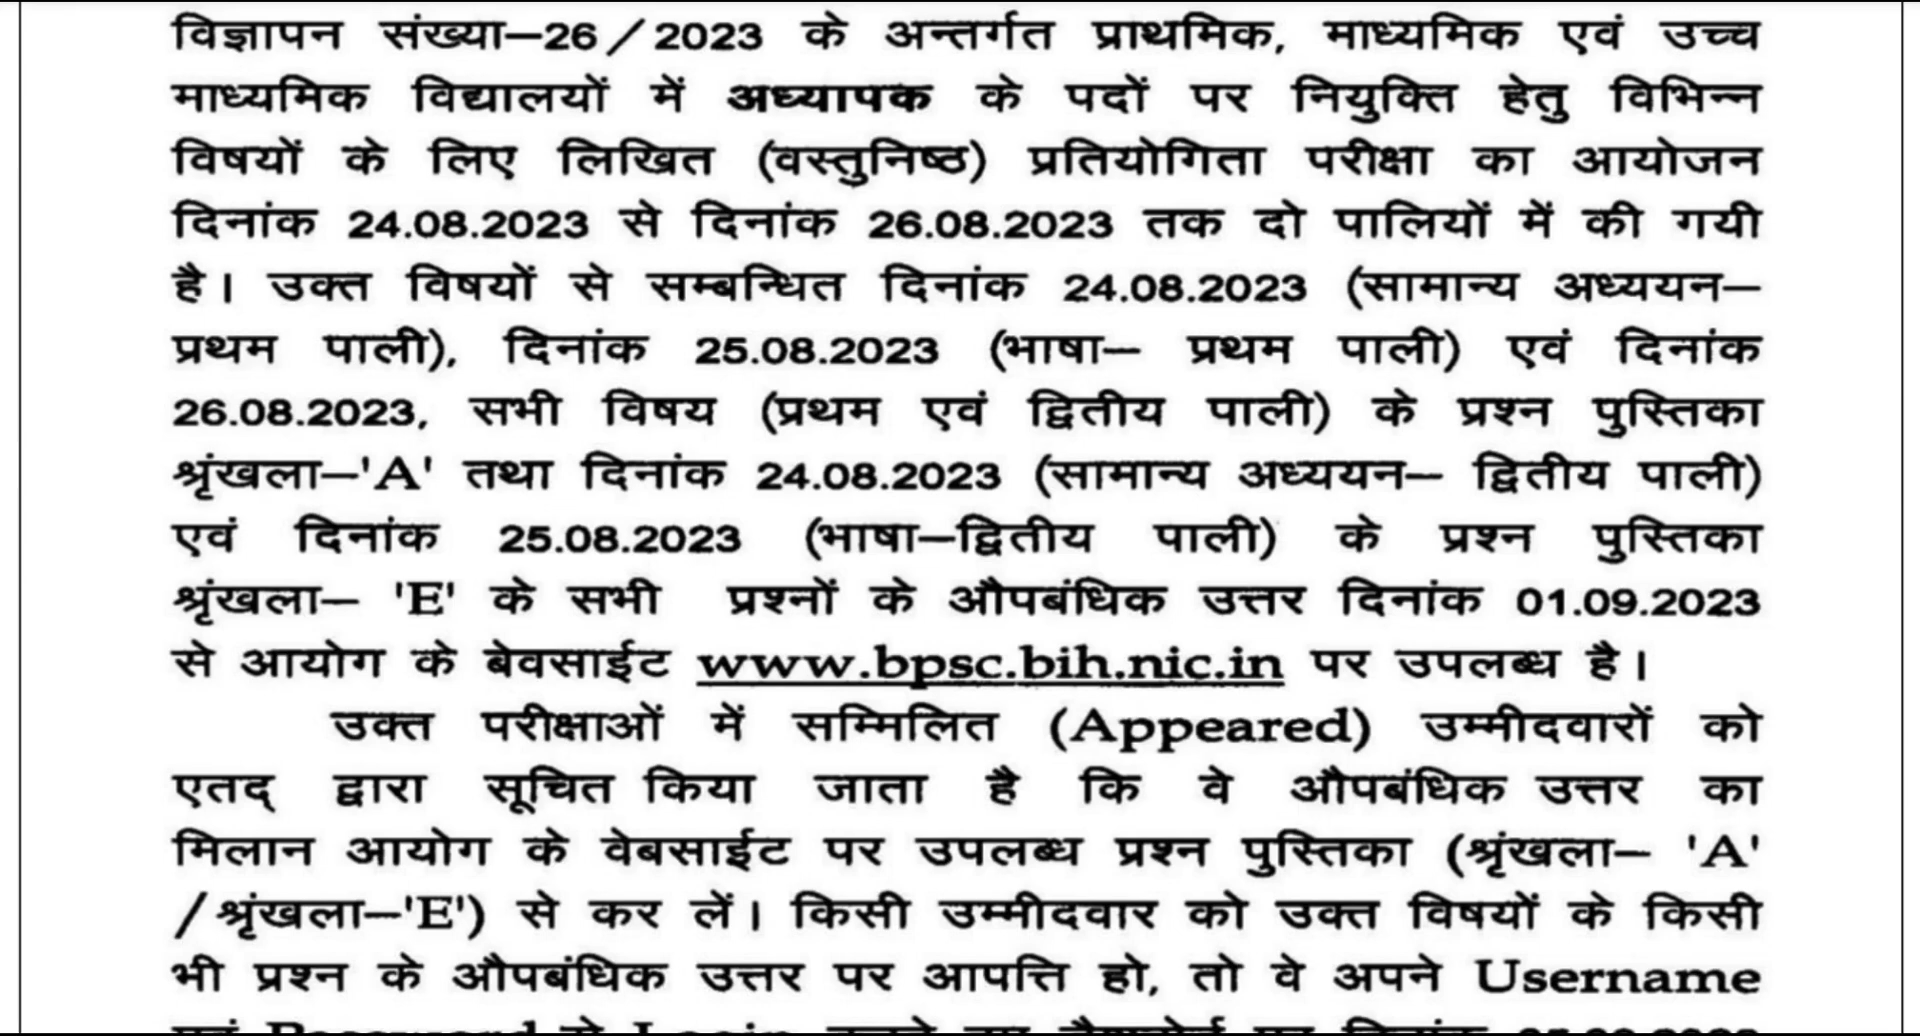 विज्ञापन संख्या–26/2023 के अन्तर्गत प्राथमिक, माध्यमिक एवं उच्च
माध्यमिक विद्यालयों में अध्यापक के पदों पर नियुक्ति हेतु विभिन्न
विषयों के लिए लिखित (वस्तुनिष्ठ) प्रतियोगिता परीक्षा का आयोजन
दिनांक 24.08.2023 से दिनांक 26.08.2023 तक दो पालियों में की गयी
है। उक्त विषयों से सम्बन्धित दिनांक 24.08.2023 (सामान्य अध्ययन–
प्रथम पाली), दिनांक 25.08.2023 (भाषा– प्रथम पाली) एवं दिनांक
26.08.2023, सभी विषय (प्रथम एवं द्वितीय पाली) के प्रश्न पुस्तिका
श्रृंखला–'A' तथा दिनांक 24.08.2023 (सामान्य अध्ययन– द्वितीय पाली)
एवं दिनांक 25.08.2023 (भाषा–द्वितीय पाली) के प्रश्न पुस्तिका
श्रृंखला– 'E' के सभी प्रश्नों के औपबंधिक उत्तर दिनांक 01.09.2023
से आयोग के बेवसाईट www.bpsc.bih.nic.in पर उपलब्ध है।
उक्त परीक्षाओं में सम्मिलित (Appeared) उम्मीदवारों को
एतद् द्वारा सूचित किया जाता है कि वे औपबंधिक उत्तर का
मिलान आयोग के वेबसाईट पर उपलब्ध प्रश्न पुस्तिका (श्रृंखला– 'A'
/श्रृंखला–'E') से कर लें। किसी उम्मीदवार को उक्त विषयों के किसी
भी प्रश्न के औपबंधिक उत्तर पर आपत्ति हो, तो वे अपने Username
एवं Password से Login